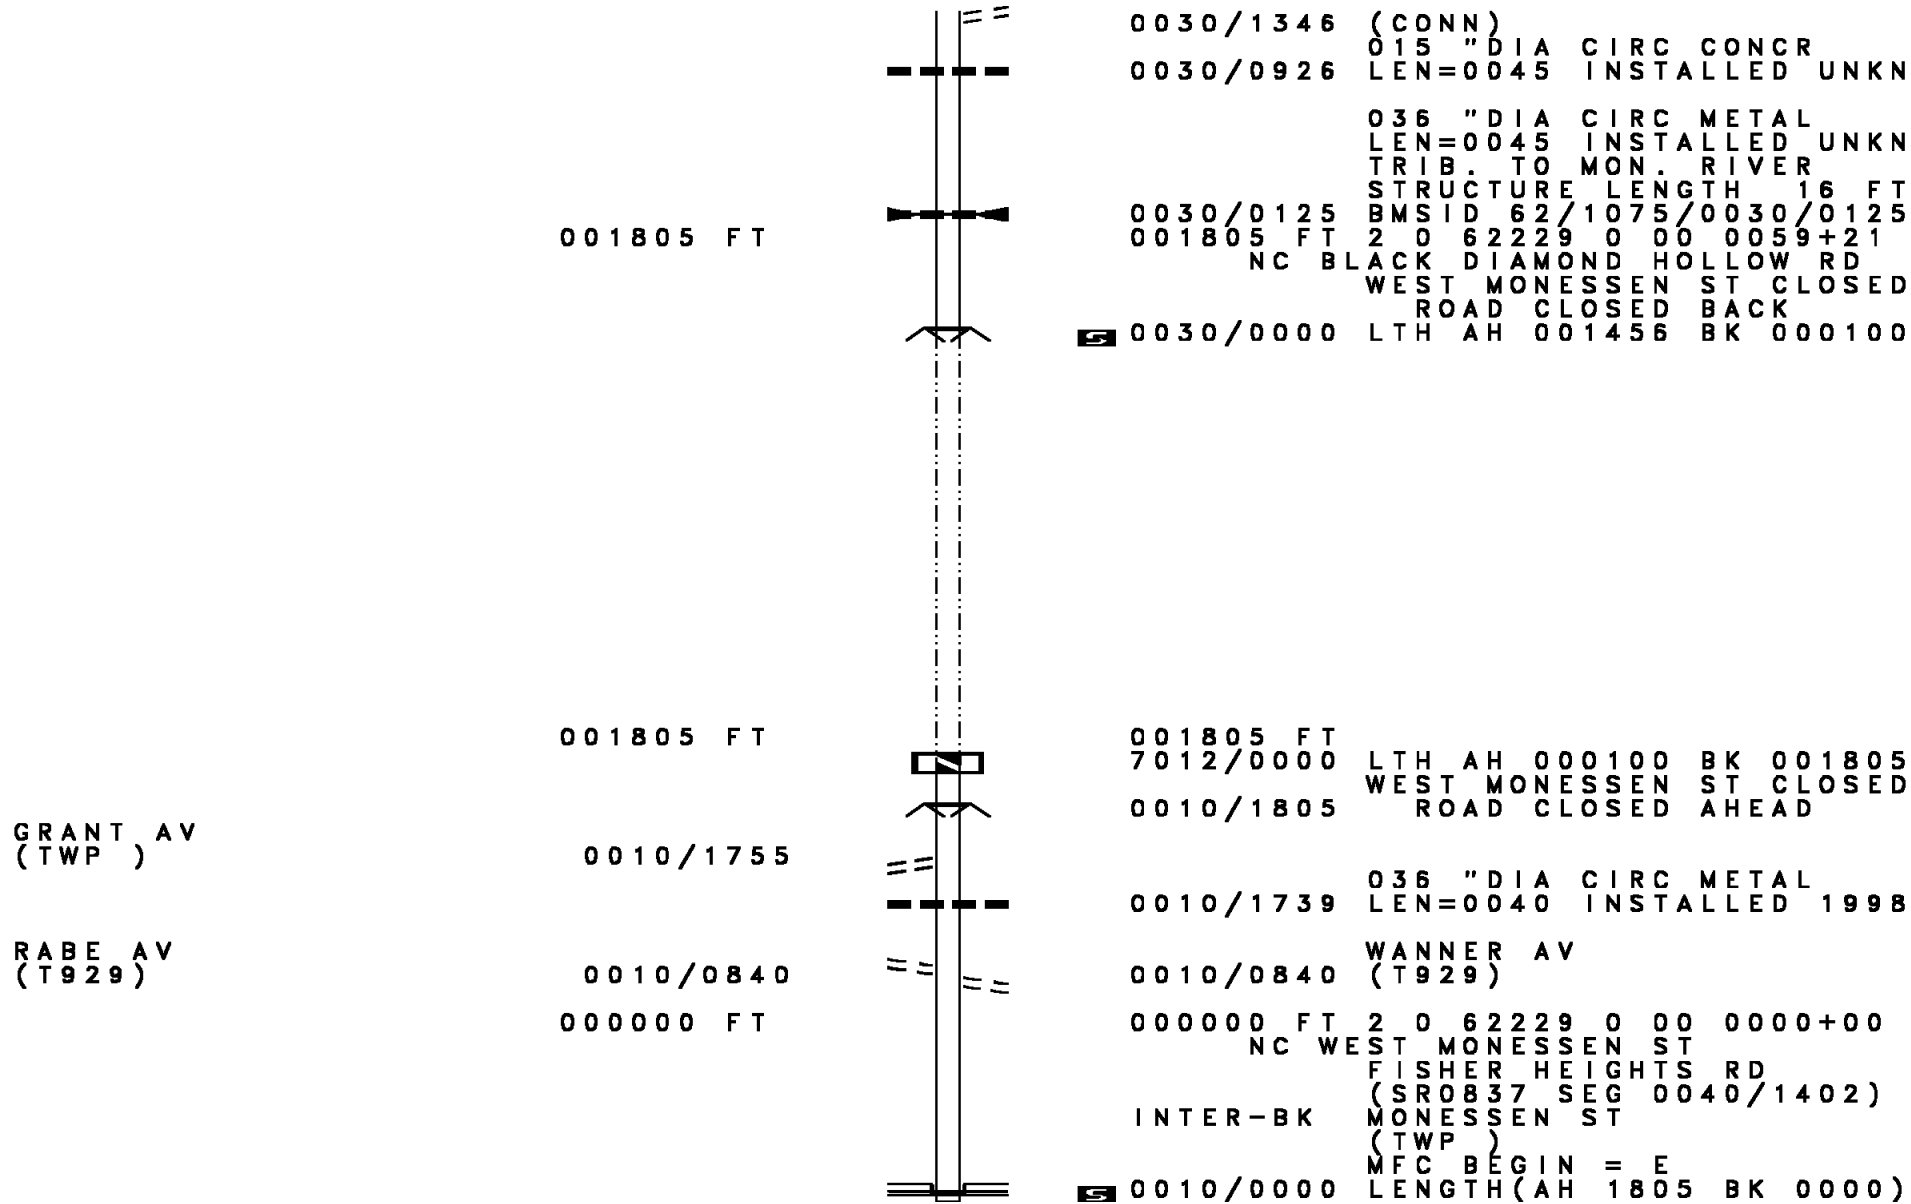 0030/1346 (CONN)
015 "DIA CIRC CONCR
0030/0926 LEN=0045 INSTALLED UNKN
036 "DIA CIRC METAL
LEN=0045 INSTALLED UNKN
TRIB. TO MON. RIVER
STRUCTURE LENGTH 16 FT
0030/0125 BMSID 62/1075/0030/0125
001805 FT 001805 FT 2 0 62229 0 00 0059+21
NC BLACK DIAMOND HOLLOW RD
WEST MONESSEN ST CLOSED
ROAD CLOSED BACK
S 0030/0000 LTH AH 001456 BK 000100
001805 FT 001805 FT
7012/0000 LTH AH 000100 BK 001805
WEST MONESSEN ST CLOSED
0010/1805 ROAD CLOSED AHEAD
GRANT AV
(TWP ) 0010/1755
036 "DIA CIRC METAL
0010/1739 LEN=0040 INSTALLED 1998
RABE AV WANNER AV
(T929) 0010/0840 0010/0840 (T929)
000000 FT 000000 FT 2 0 62229 0 00 0000+00
NC WEST MONESSEN ST
FISHER HEIGHTS RD
(SR0837 SEG 0040/1402)
INTER-BK MONESSEN ST
(TWP )
MFC BEGIN = E
S 0010/0000 LENGTH(AH 1805 BK 0000)